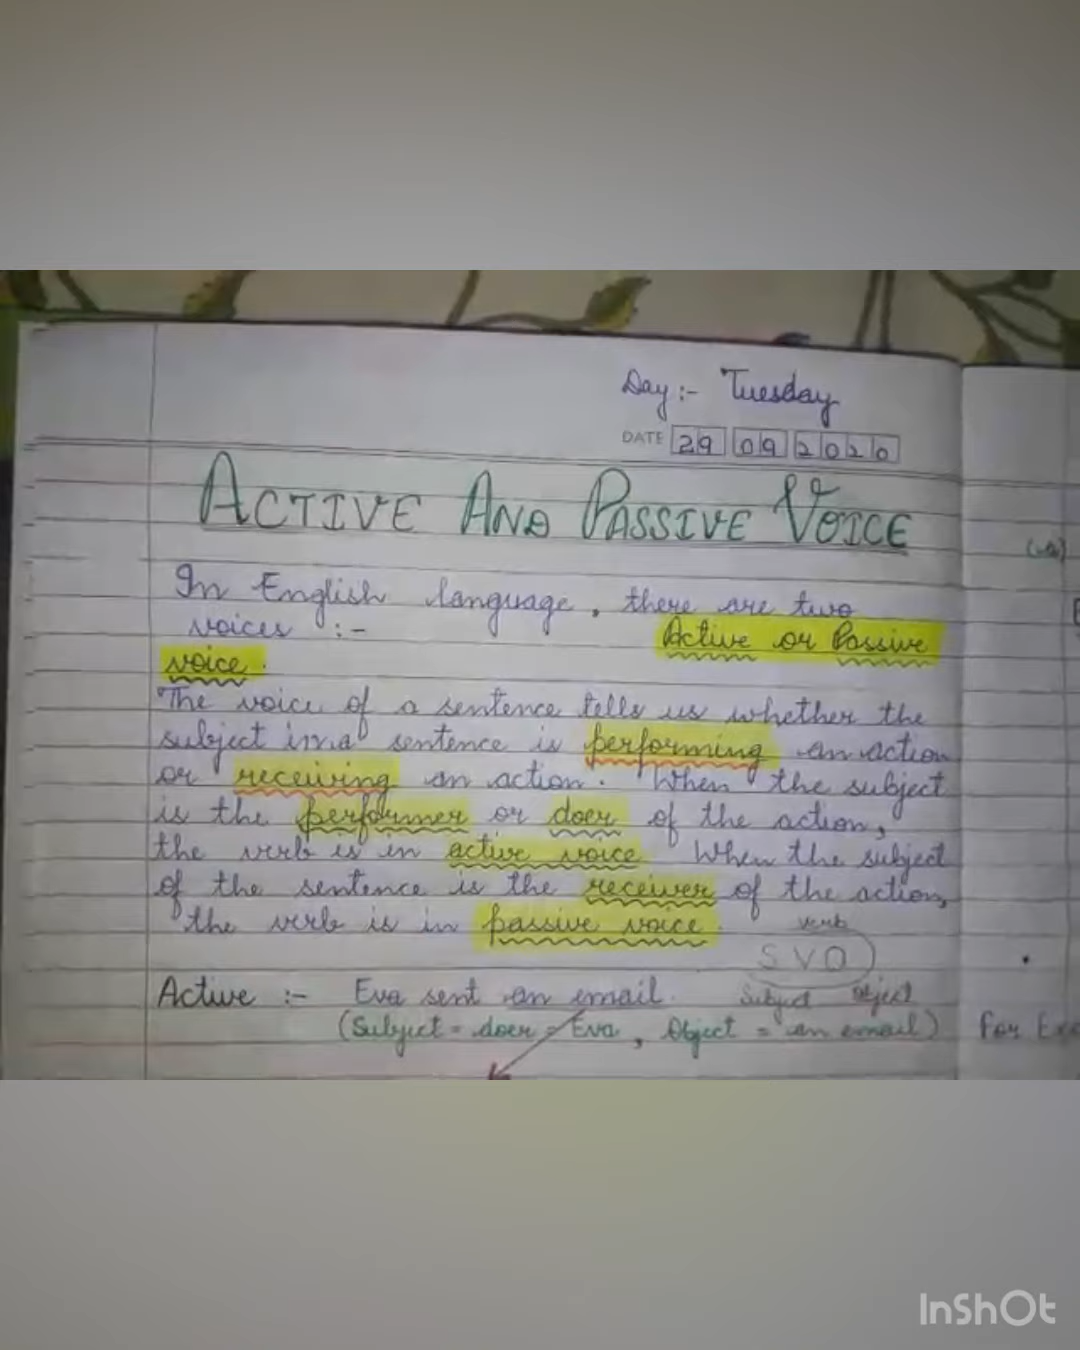 Day :- Tuesday
DATE 29 09 2020
ACTIVE AND PASSIVE VOICE
In English language, there are two
voices :- Active or Passive
voice.
The voice of a sentence tells us whether the
subject in a sentence is performing an action
or receiving an action. When the subject
is the performer or doer of the action,
the verb is in active voice. When the subject
of the sentence is the receiver of the action,
the verb is in passive voice.
verb
SVO
Subject object
Active :- Eva sent an email.
(Subject = doer = Eva, Object = an email)
For
InShOt